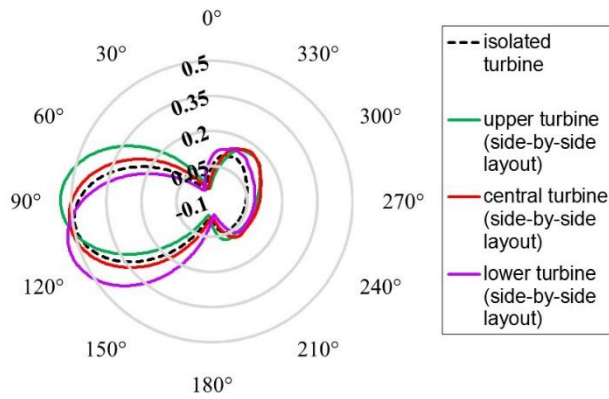 0°
30°
330°
60°
300°
90°
270°
120°
240°
150°
210°
180°
0.5
0.35
0.2
0.05
-0.1
isolated
turbine
upper turbine
(side-by-side
layout)
central turbine
(side-by-side
layout)
lower turbine
(side-by-side
layout)